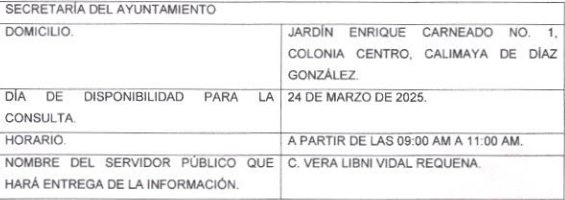 SECRETARÍA DEL AYUNTAMIENTO
DOMICILIO.
JARDÍN ENRIQUE CARNEADO NO. 1,
COLONIA CENTRO, CALIMAYA DE DÍAZ
GONZÁLEZ.
DÍA DE DISPONIBILIDAD PARA LA
CONSULTA.
24 DE MARZO DE 2025.
HORARIO.
A PARTIR DE LAS 09:00 AM A 11:00 AM.
NOMBRE DEL SERVIDOR PÚBLICO QUE
HARÁ ENTREGA DE LA INFORMACIÓN.
C. VERA LIBNI VIDAL REQUENA.